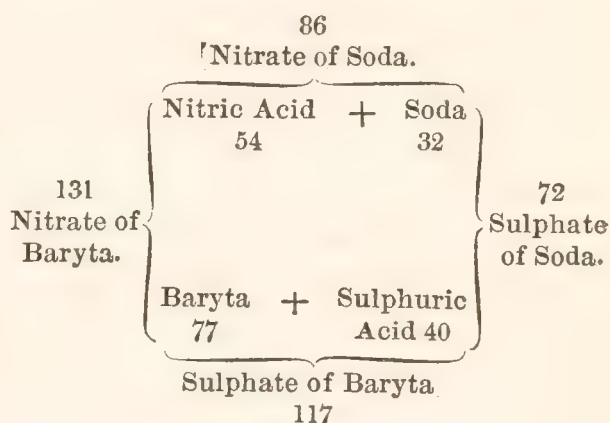 86
Nitrate of Soda.
Nitric Acid + Soda
54 32
131
Nitrate of
Baryta.
72
Sulphate
of Soda.
Baryta + Sulphuric
77 Acid 40
Sulphate of Baryta
117